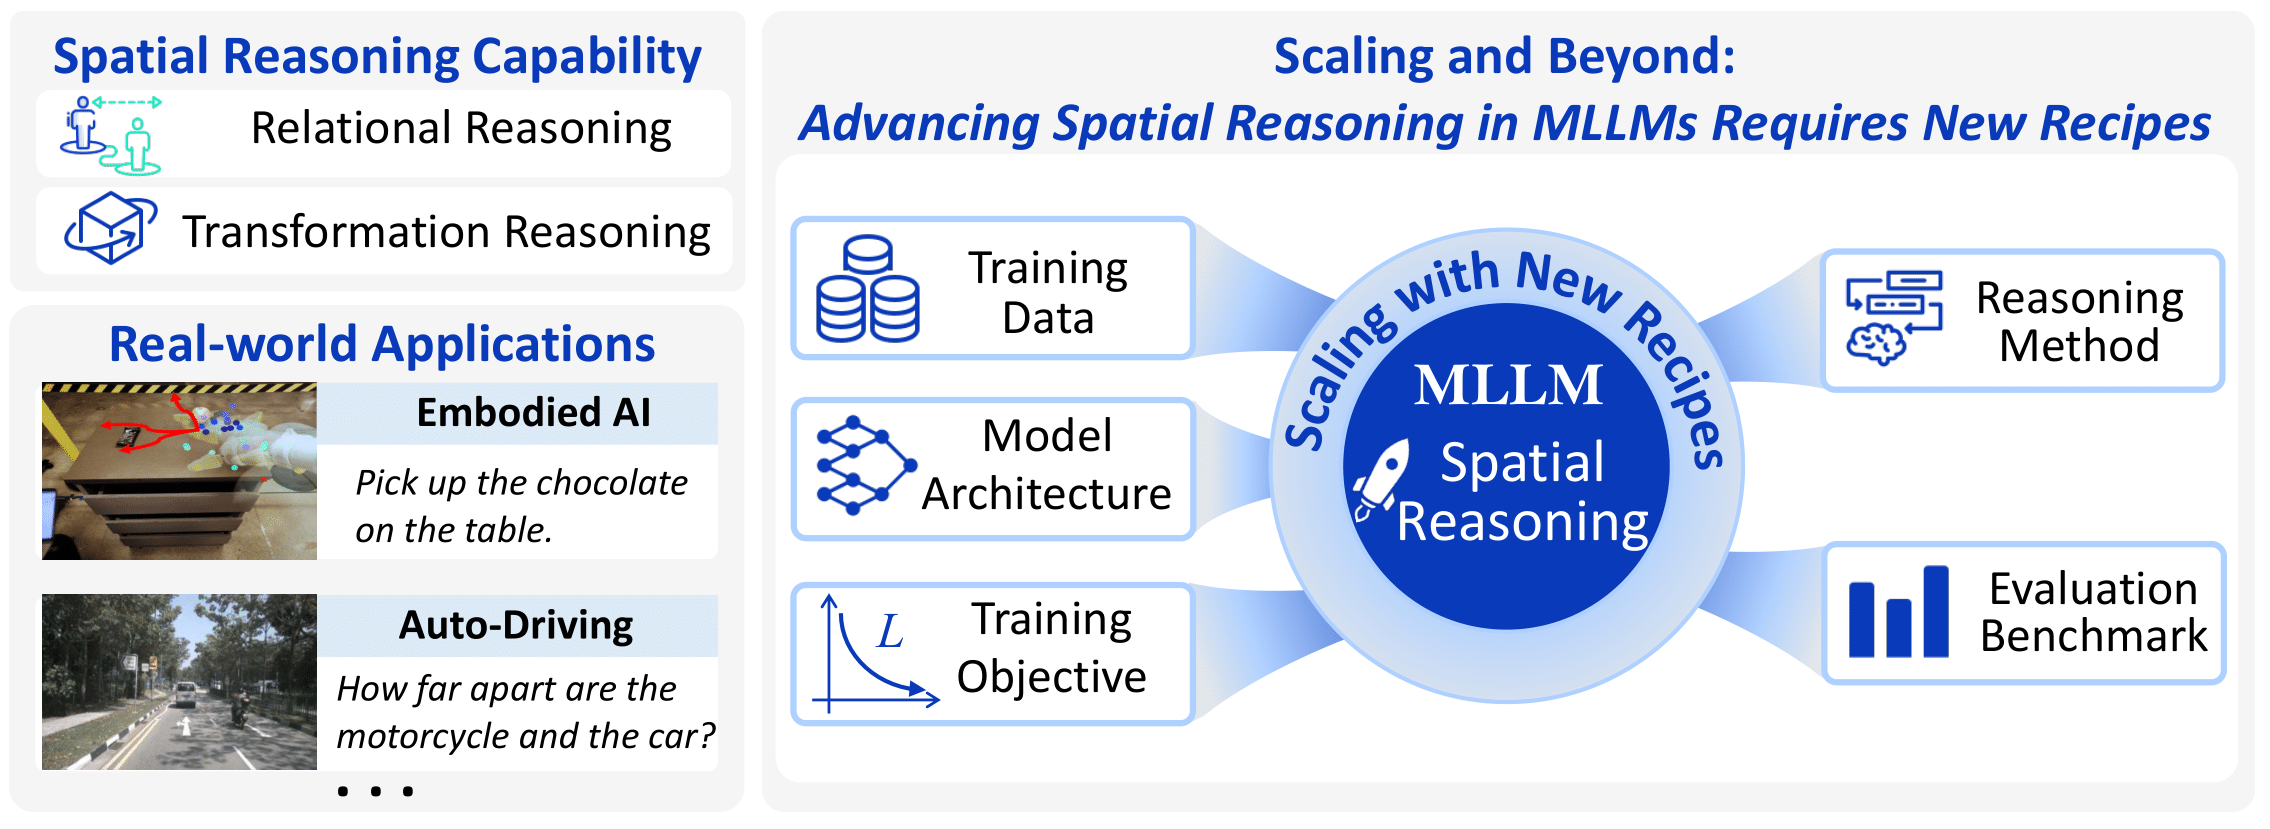 Spatial Reasoning Capability
Relational Reasoning
Transformation Reasoning
Real-world Applications
Embodied AI
Pick up the chocolate
on the table.
Auto-Driving
How far apart are the
motorcycle and the car?
...
Scaling and Beyond:
Advancing Spatial Reasoning in MLLMs Requires New Recipes
Training
Data
Model
Architecture
L
Training
Objective
Scaling with New Recipes
MLLM
Spatial
Reasoning
Reasoning
Method
Evaluation
Benchmark